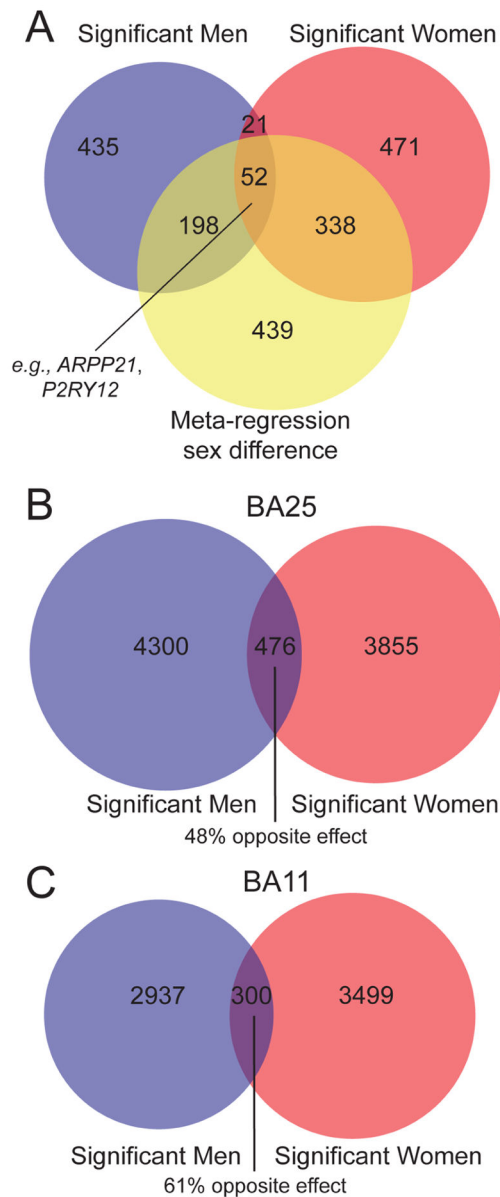 A
Significant Men
Significant Women
435
21
471
52
198
338
439
e.g., ARPP21,
P2RY12
Meta-regression
sex difference
B
BA25
4300
476
3855
Significant Men
Significant Women
48% opposite effect
C
BA11
2937
300
3499
Significant Men
Significant Women
61% opposite effect